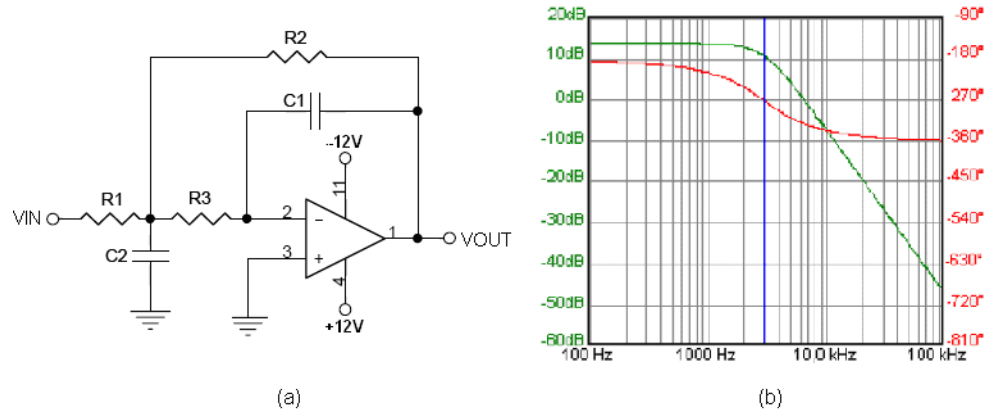 R2
C1
--12V
11
R1
R3
VIN
2
−
1
VOUT
C2
3
+
4
+12V
(a)
20dB
-90°
10dB
-180°
0dB
270°
-10dB
-360°
-20dB
-450°
-30dB
-540°
-40dB
-630°
-50dB
-720°
-60dB
-810°
100 Hz
1000 Hz
10,0 kHz
100 kHz
(b)